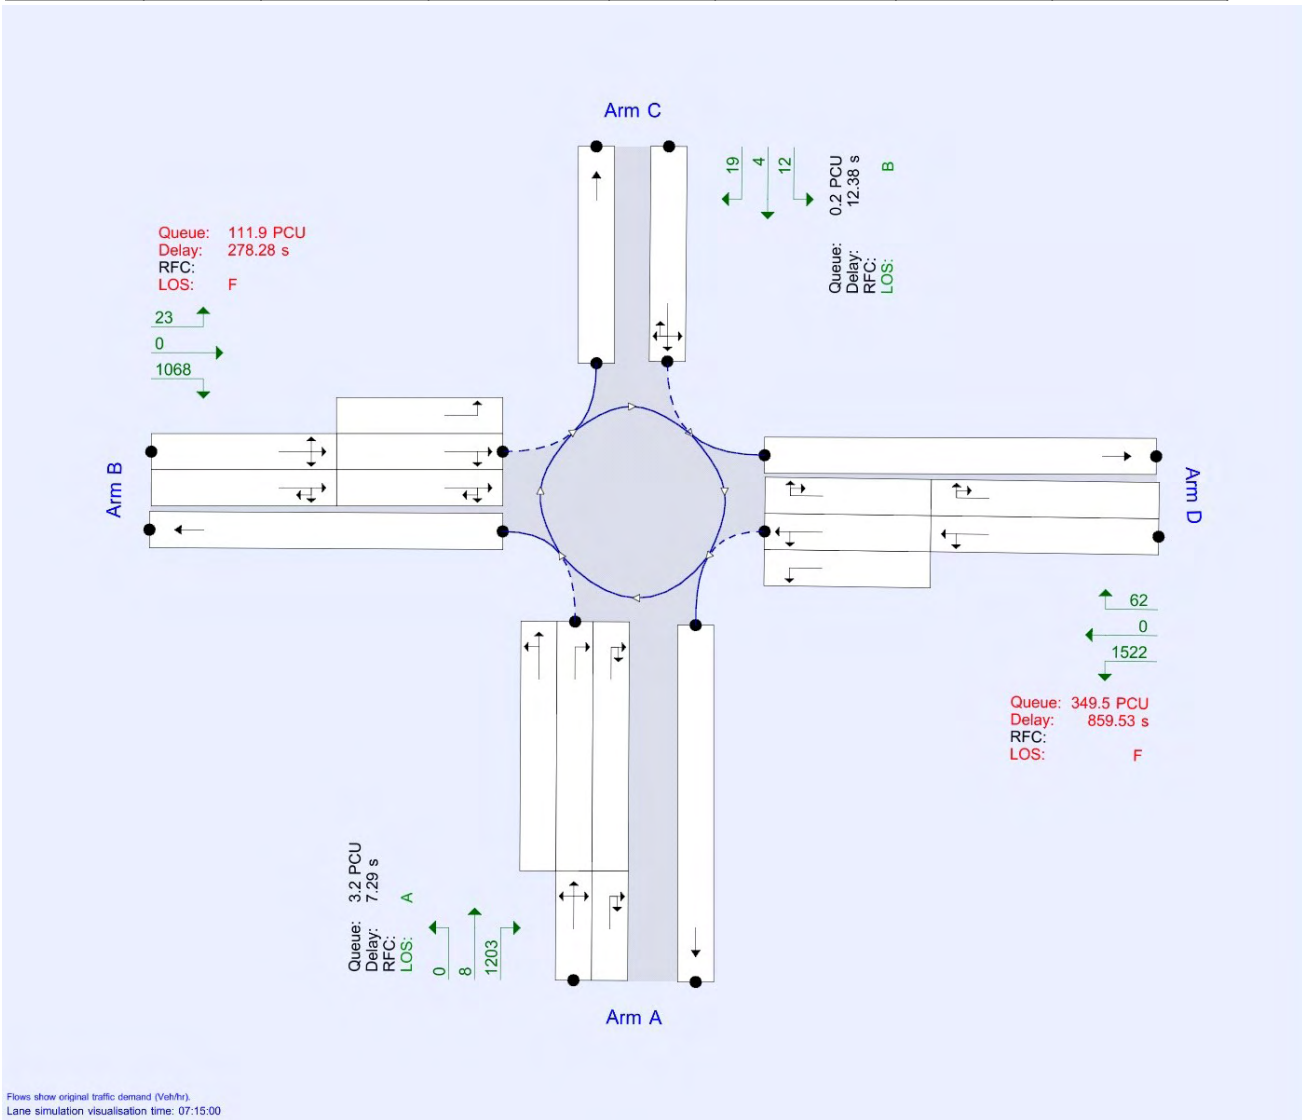 Arm C
19
4
12
Queue: 0.2 PCU
Delay: 12.38 s
RFC:
LOS: B
Queue: 111.9 PCU
Delay: 278.28 s
RFC:
LOS: F
23
0
1068
Arm B
Arm D
62
0
1522
Queue: 349.5 PCU
Delay: 859.53 s
RFC:
LOS: F
Queue: 3.2 PCU
Delay: 7.29 s
RFC:
LOS: A
0
8
1203
Arm A
Flows show original traffic demand (Veh/hr).
Lane simulation visualisation time: 07:15:00